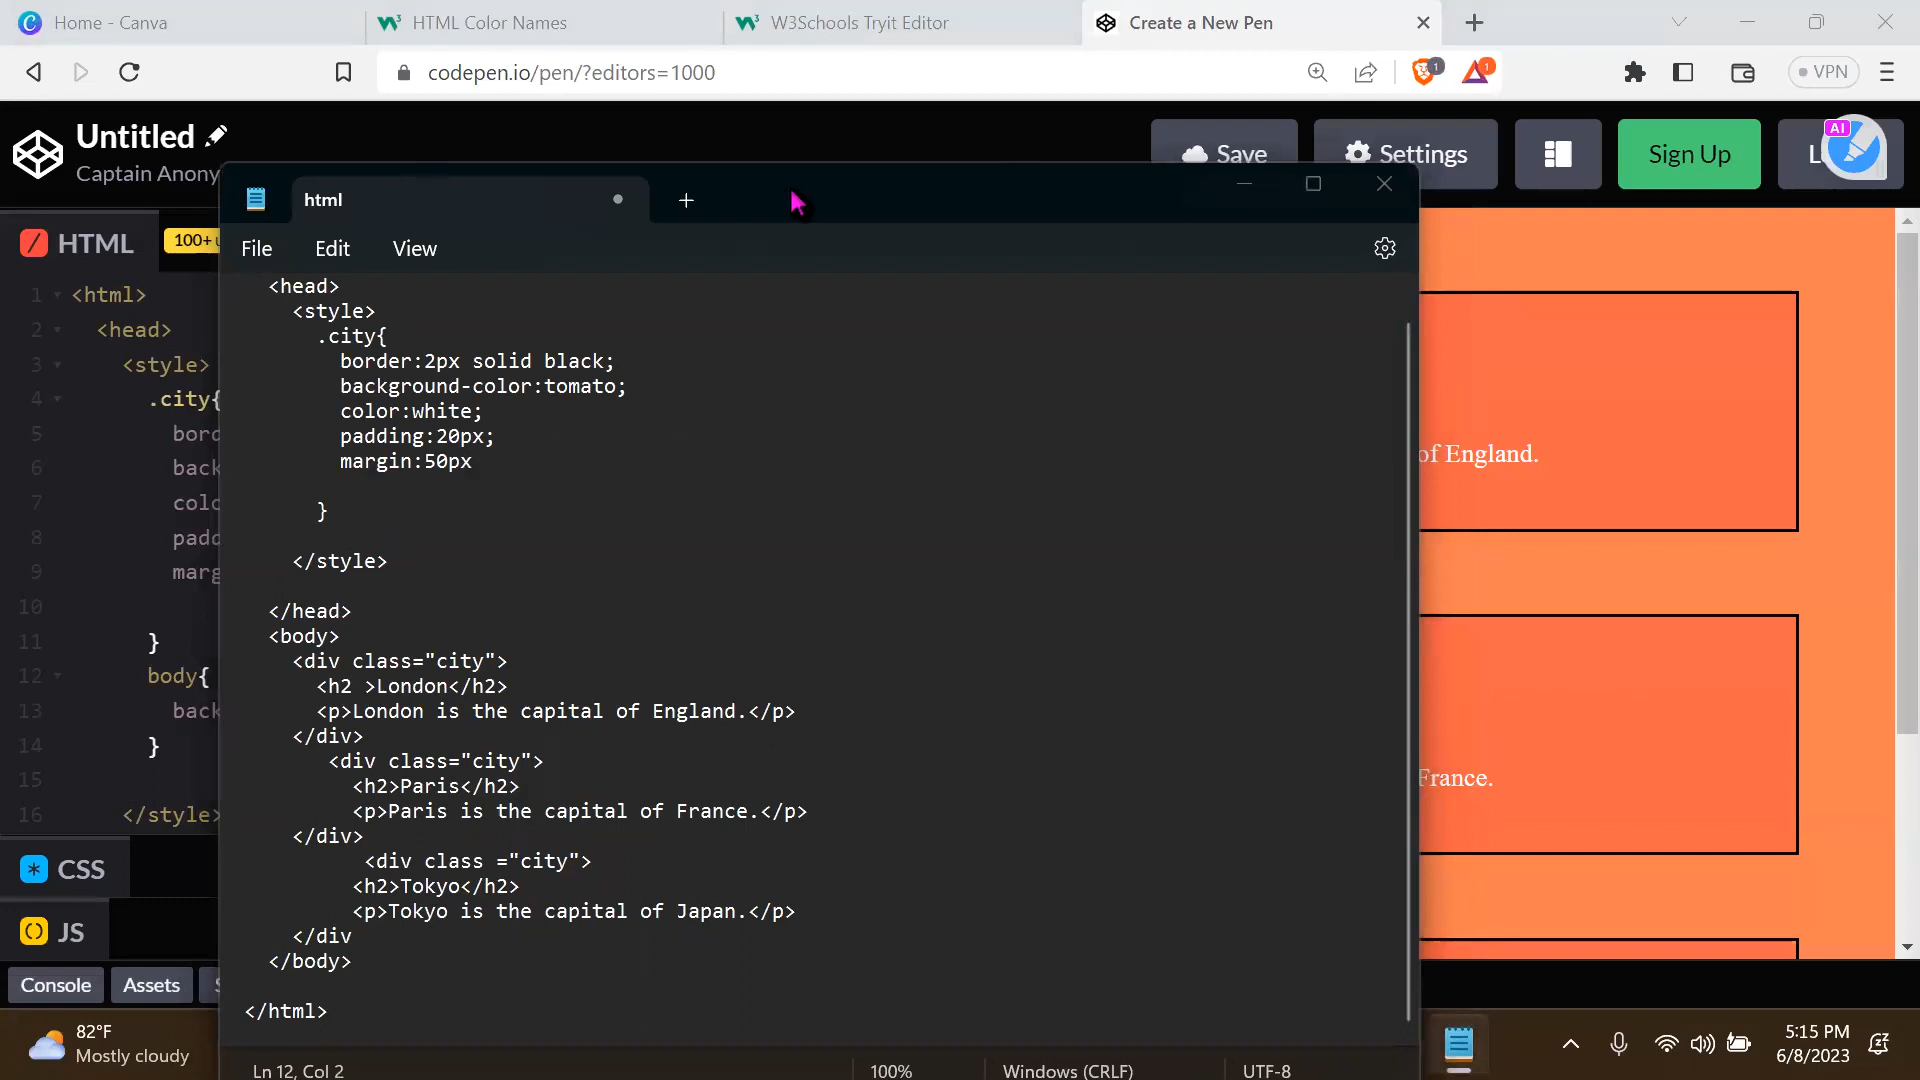 Home - Canva
HTML Color Names
W3Schools Tryit Editor
Create a New Pen
codepen.io/pen/?editors=1000
1
1
VPN
Untitled
Captain Anony
Save
Settings
Sign Up
L
AI
html
File Edit View
HTML
100+
1 <html>
2 <head>
3 <style>
4 .city{
5 bord
6 back
7 colo
8 padd
9 marg
10
11 }
12 body{
13 back
14 }
15
16 </style>
CSS
JS
Console
Assets
S
<head>
<style>
.city{
border:2px solid black;
background-color:tomato;
color:white;
padding:20px;
margin:50px
}
</style>
</head>
<body>
<div class="city">
<h2 >London</h2>
<p>London is the capital of England.</p>
</div>
<div class="city">
<h2>Paris</h2>
<p>Paris is the capital of France.</p>
</div>
<div class ="city">
<h2>Tokyo</h2>
<p>Tokyo is the capital of Japan.</p>
</div
</body>
</html>
Ln 12, Col 2
100%
Windows (CRLF)
UTF-8
of England.
France.
82°F
Mostly cloudy
5:15 PM
6/8/2023